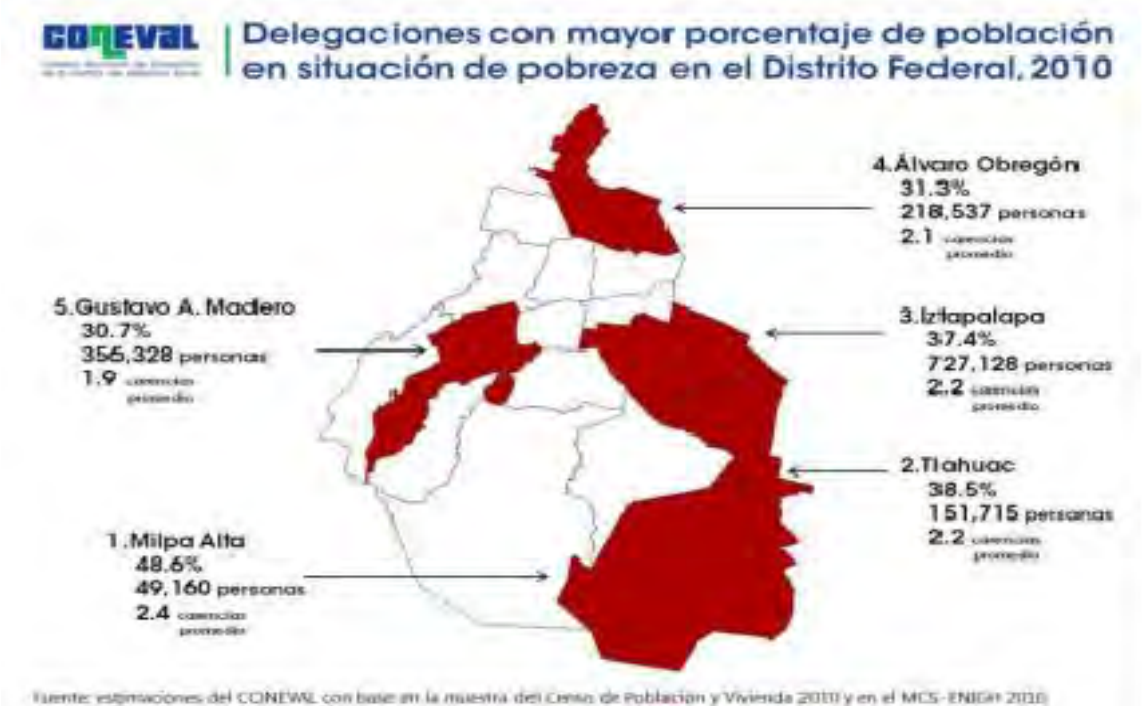 CONEVAL
Delegaciones con mayor porcentaje de población
en situación de pobreza en el Distrito Federal, 2010
4.Álvaro Obregón
31.3%
218,537 personas
2.1 carencias
promedio
5.Gustavo A. Madero
30.7%
356,328 personas
1.9 carencias
promedio
3.Iztapalapa
37.4%
727,128 personas
2.2 carencias
promedio
2.Tlahuac
38.5%
151,715 personas
2.2 carencias
promedio
1.Milpa Alta
48.6%
49,160 personas
2.4 carencias
promedio
Fuente: estimaciones del CONEVAL con base en la muestra del Censo de Población y Vivienda 2010 y en el MCS-ENIGH 2010